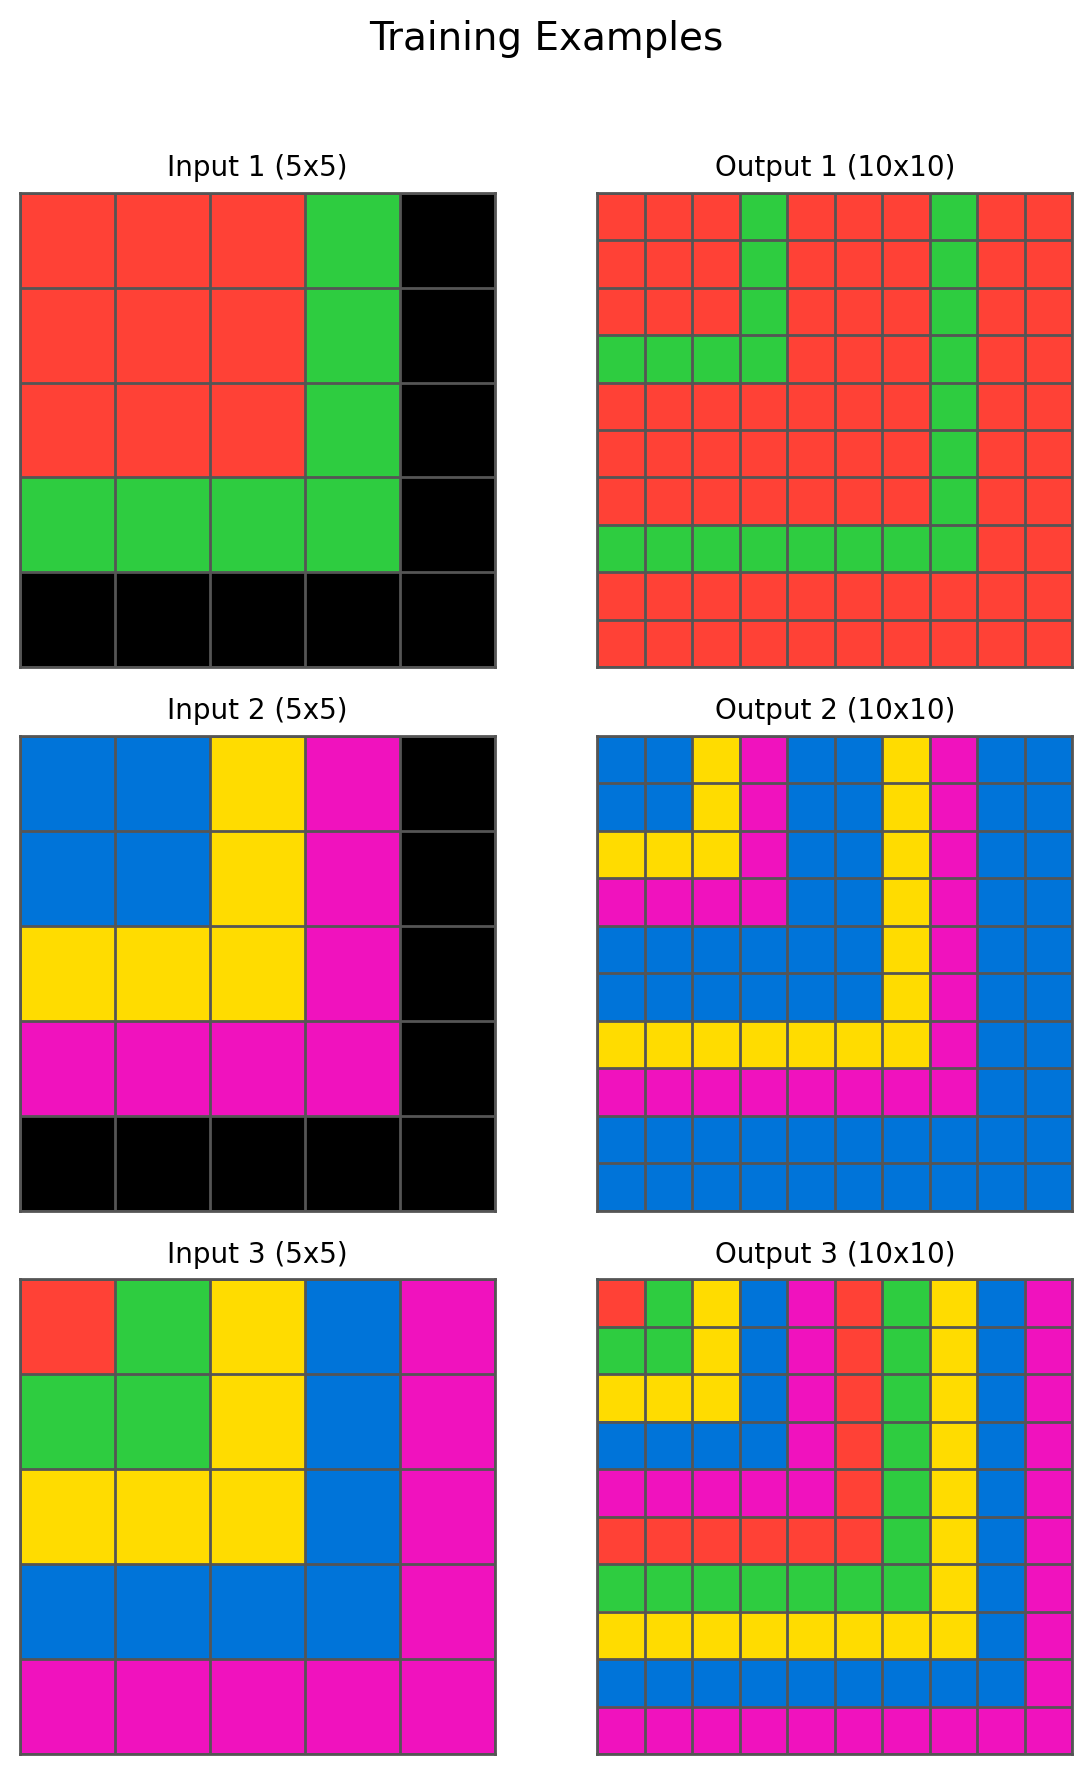 Training Examples
Input 1 (5x5)
Output 1 (10x10)
Input 2 (5x5)
Output 2 (10x10)
Input 3 (5x5)
Output 3 (10x10)